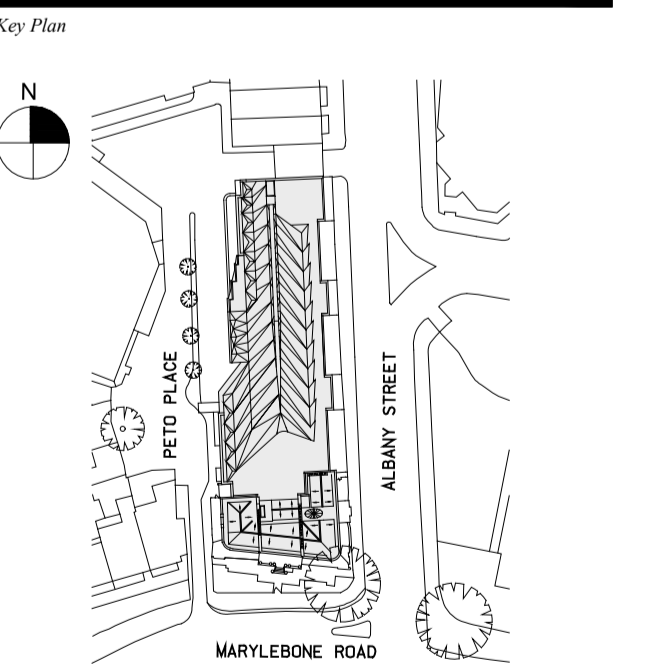 Key Plan
N
PETO PLACE
ALBANY STREET
MARYLEBONE ROAD